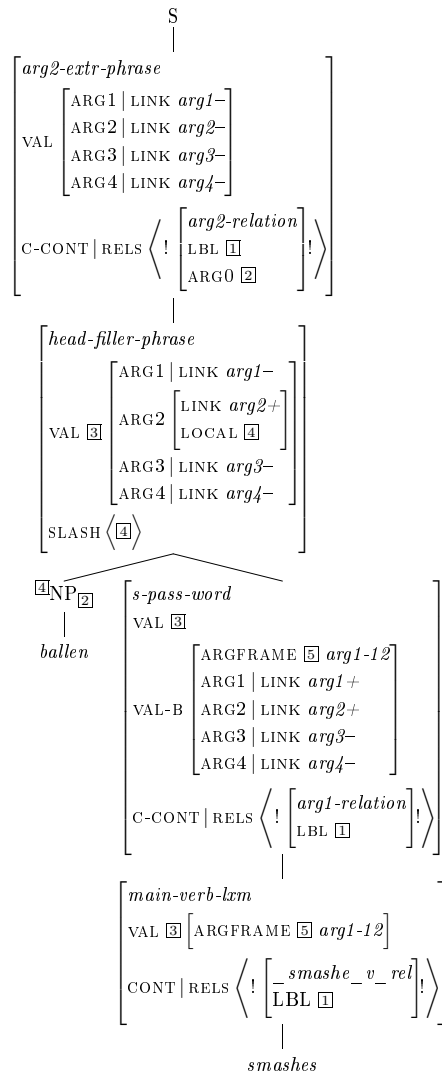 S
arg2-extr-phrase
ARG1 | LINK arg1–
ARG2 | LINK arg2–
VAL
ARG3 | LINK arg3–
ARG4 | LINK arg4–
arg2-relation
C-CONT | RELS ⟨! LBL 1 !⟩
ARG0 2
head-filler-phrase
ARG1 | LINK arg1–
LINK arg2+
ARG2
LOCAL 4
VAL 3
ARG3 | LINK arg3–
ARG4 | LINK arg4–
SLASH ⟨4⟩
4 NP 2
ballen
s-pass-word
VAL 3
ARGFRAME 5 arg1-12
ARG1 | LINK arg1+
VAL-B ARG2 | LINK arg2+
ARG3 | LINK arg3–
ARG4 | LINK arg4–
arg1-relation
C-CONT | RELS ⟨! !⟩
LBL 1
main-verb-lxm
VAL 3 [ARGFRAME 5 arg1-12]
_smashe_v_rel
CONT | RELS ⟨! !⟩
LBL 1
smashes